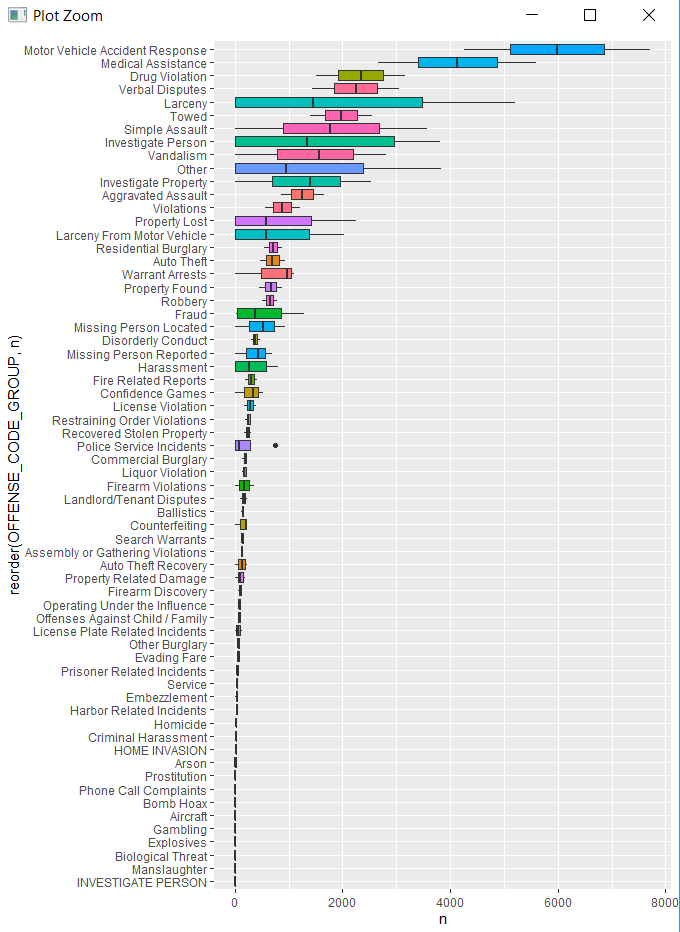 Plot Zoom
reorder(OFFENSE_CODE_GROUP, n)
Motor Vehicle Accident Response
Medical Assistance
Drug Violation
Verbal Disputes
Larceny
Towed
Simple Assault
Investigate Person
Vandalism
Other
Investigate Property
Aggravated Assault
Violations
Property Lost
Larceny From Motor Vehicle
Residential Burglary
Auto Theft
Warrant Arrests
Property Found
Robbery
Fraud
Missing Person Located
Disorderly Conduct
Missing Person Reported
Harassment
Fire Related Reports
Confidence Games
License Violation
Restraining Order Violations
Recovered Stolen Property
Police Service Incidents
Commercial Burglary
Liquor Violation
Firearm Violations
Landlord/Tenant Disputes
Ballistics
Counterfeiting
Search Warrants
Assembly or Gathering Violations
Auto Theft Recovery
Property Related Damage
Firearm Discovery
Operating Under the Influence
Offenses Against Child / Family
License Plate Related Incidents
Other Burglary
Evading Fare
Prisoner Related Incidents
Service
Embezzlement
Harbor Related Incidents
Homicide
Criminal Harassment
HOME INVASION
Arson
Prostitution
Phone Call Complaints
Bomb Hoax
Aircraft
Gambling
Explosives
Biological Threat
Manslaughter
INVESTIGATE PERSON
0 2000 4000 6000 8000
n